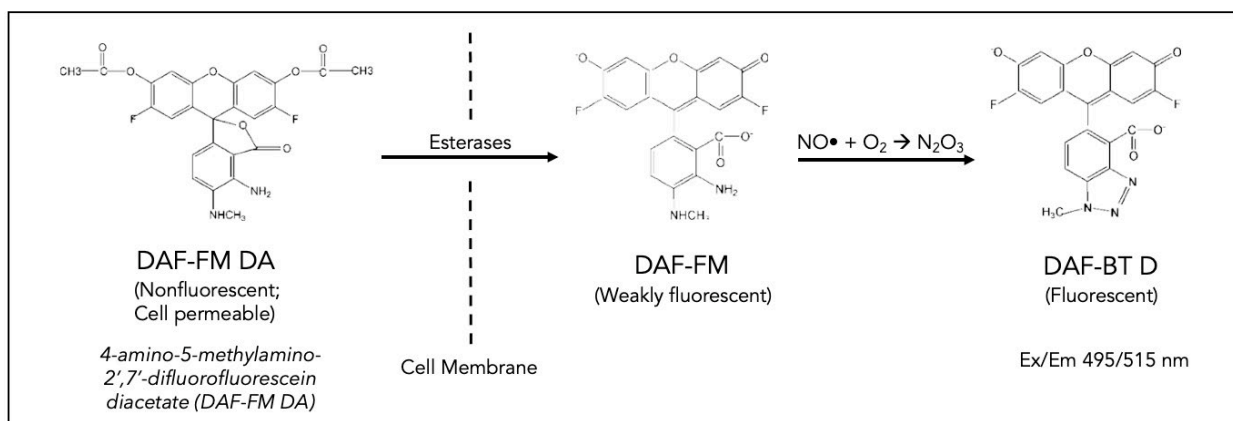 O
CH3
C
O
O
O
C
CH3
O
F
F
O
O
NH₂
NHCH₃
DAF-FM DA
(Nonfluorescent;
Cell permeable)
4-amino-5-methylamino-
2',7'-difluorofluorescein
diacetate (DAF-FM DA)
Esterases
Cell Membrane
⁻O
O
O
F
F
C
O⁻
O
NH₂
NHCH₃
DAF-FM
(Weakly fluorescent)
NO• + O₂ → N₂O₃
⁻O
O
O
F
F
C
O⁻
O
N
N
N
H₃C
DAF-BT D
(Fluorescent)
Ex/Em 495/515 nm